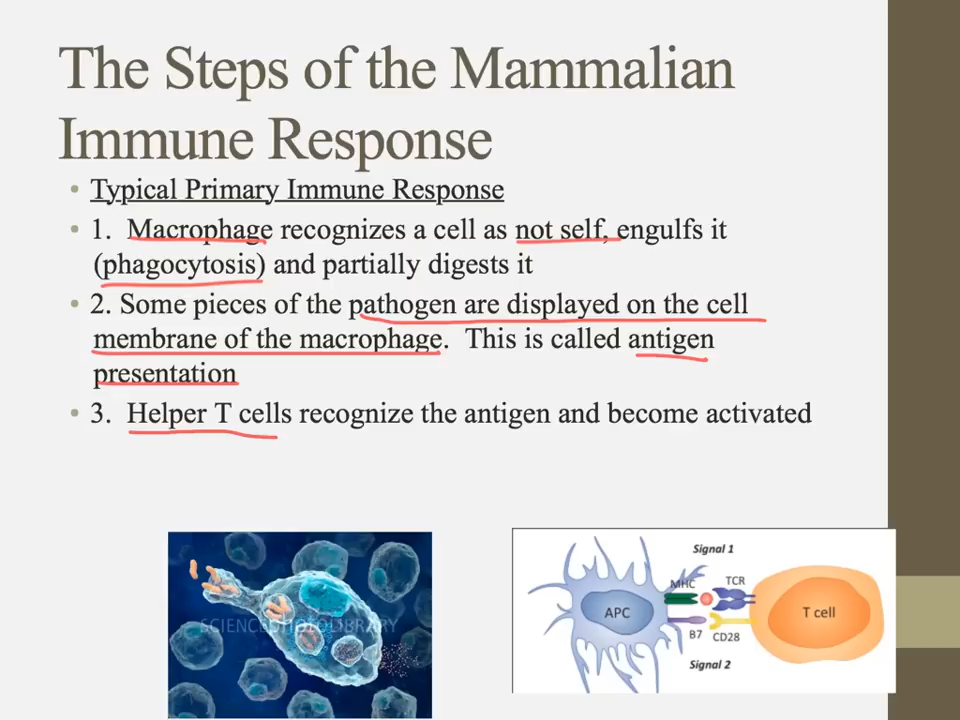 The Steps of the Mammalian
Immune Response
• Typical Primary Immune Response
• 1. Macrophage recognizes a cell as not self, engulfs it
(phagocytosis) and partially digests it
• 2. Some pieces of the pathogen are displayed on the cell
membrane of the macrophage. This is called antigen
presentation
• 3. Helper T cells recognize the antigen and become activated
SCIENCEPHOTOLIBRARY
Signal 1
MHC
TCR
APC
T cell
B7
CD28
Signal 2